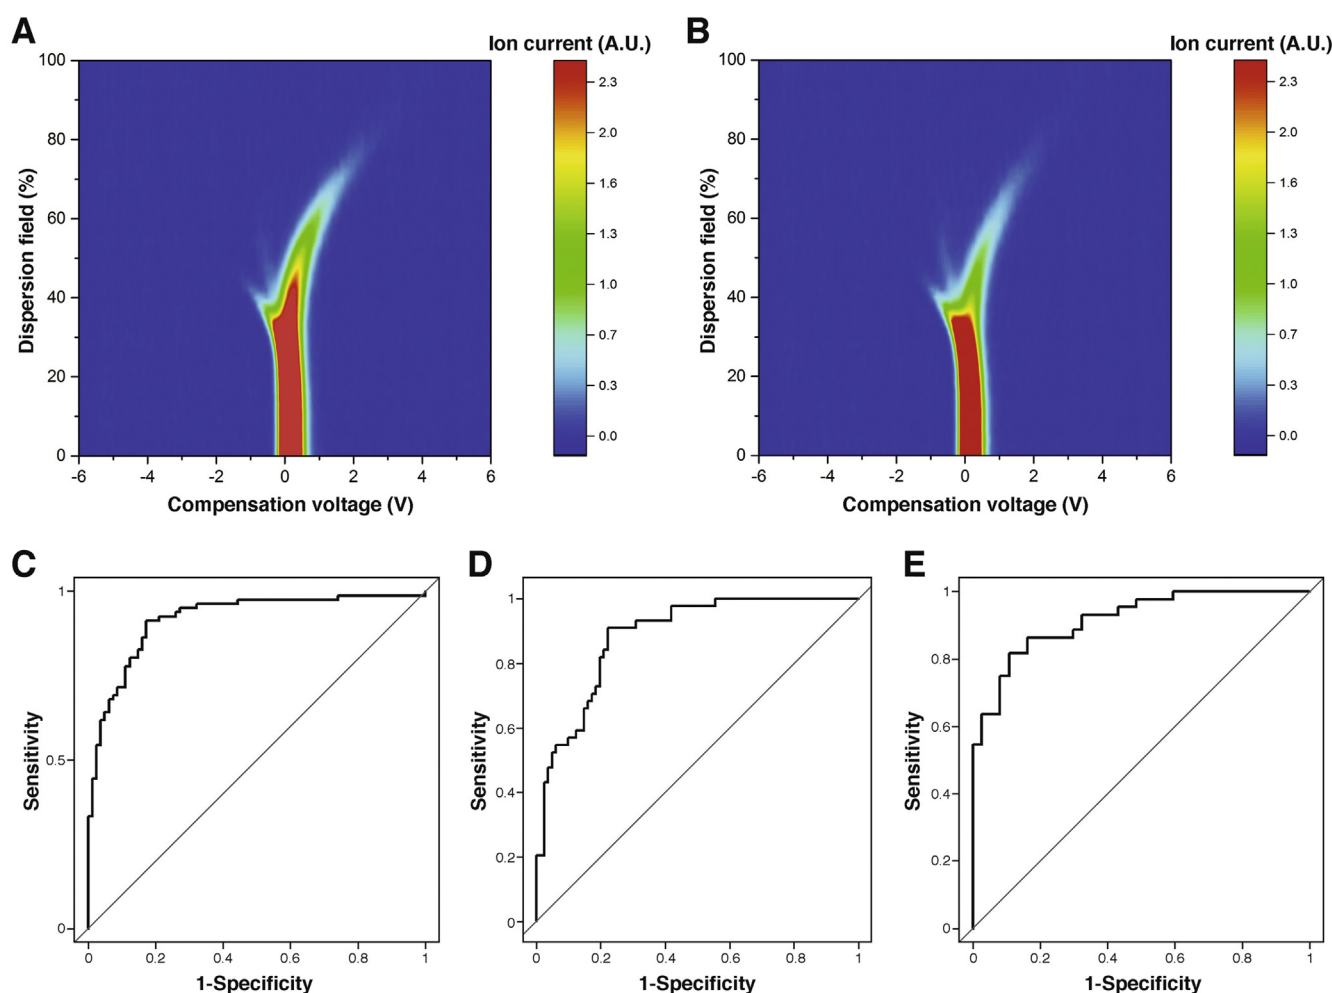 A
B
Ion current (A.U.)
Ion current (A.U.)
100
80
60
40
20
0
Dispersion field (%)
-6 -4 -2 0 2 4 6
Compensation voltage (V)
2.3
2.0
1.6
1.3
1.0
0.7
0.3
0.0
100
80
60
40
20
0
Dispersion field (%)
-6 -4 -2 0 2 4 6
Compensation voltage (V)
2.3
2.0
1.6
1.3
1.0
0.7
0.3
0.0
C
1
0.5
0
Sensitivity
0 0.2 0.4 0.6 0.8 1
1-Specificity
D
1
0.8
0.6
0.4
0.2
0
Sensitivity
0 0.2 0.4 0.6 0.8 1
1-Specificity
E
1
0.8
0.6
0.4
0.2
0
Sensitivity
0 0.2 0.4 0.6 0.8 1
1-Specificity